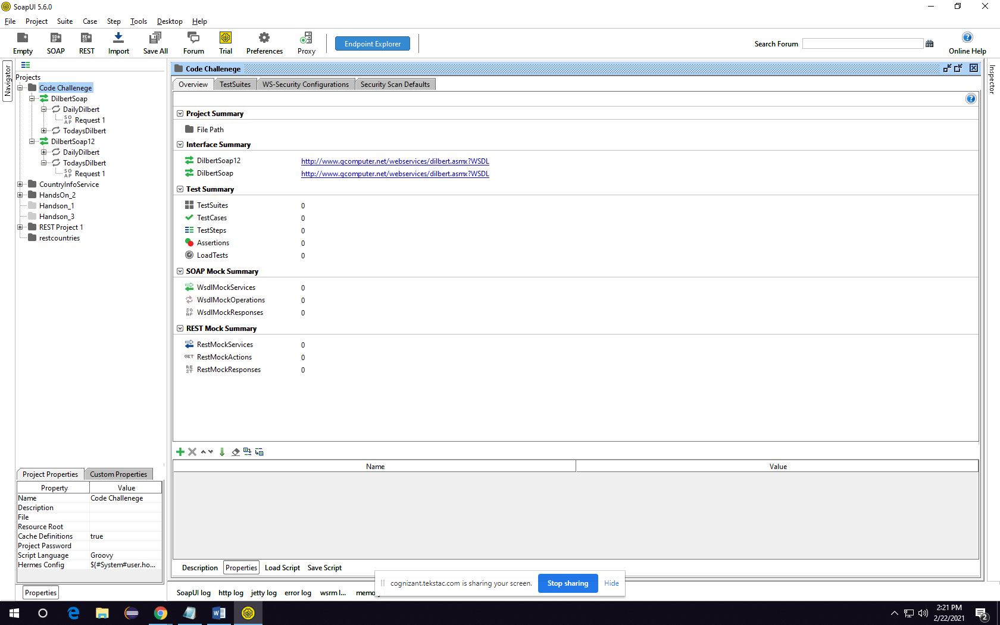 SoapUI 5.6.0
File Project Suite Case Step Tools Desktop Help
Empty SOAP REST Import Save All Forum Trial Preferences Proxy Endpoint Explorer Search Forum Online Help
Navigator
Projects
Code Challenege
DilbertSoap
DailyDilbert
Request 1
TodaysDilbert
DilbertSoap12
DailyDilbert
TodaysDilbert
Request 1
CountryInfoService
HandsOn_2
Handson_1
Handson_3
REST Project 1
restcountries
Project Properties Custom Properties
Property Value
Name Code Challenege
Description
File
Resource Root
Cache Definitions true
Project Password
Script Language Groovy
Hermes Config ${#System#user.ho...
Properties
Code Challenege
Overview TestSuites WS-Security Configurations Security Scan Defaults
Project Summary
File Path
Interface Summary
DilbertSoap12 http://www.gcomputer.net/webservices/dilbert.asmx?WSDL
DilbertSoap http://www.gcomputer.net/webservices/dilbert.asmx?WSDL
Test Summary
TestSuites 0
TestCases 0
TestSteps 0
Assertions 0
LoadTests 0
SOAP Mock Summary
WsdlMockServices 0
WsdlMockOperations 0
WsdlMockResponses 0
REST Mock Summary
RestMockServices 0
RestMockActions 0
RestMockResponses 0
Name Value
Description Properties Load Script Save Script
SoapUI log http log jetty log error log wsrm l... memory
cognizant.tekstac.com is sharing your screen. Stop sharing Hide
Inspector
2:21 PM
2/22/2021
2